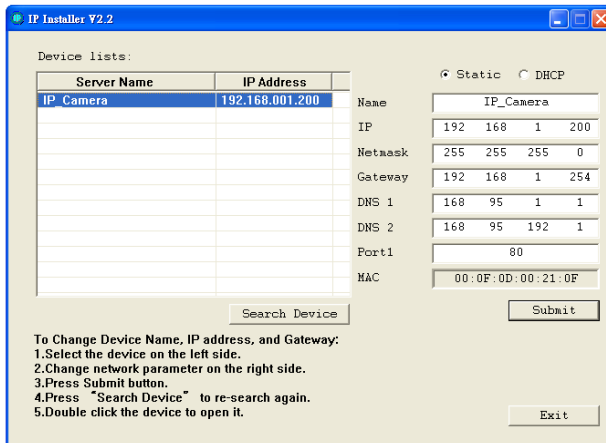 IP Installer V2.2
Device lists:
Server Name IP Address
IP_Camera 192.168.001.200
Static DHCP
Name IP_Camera
IP 192 168 1 200
Netmask 255 255 255 0
Gateway 192 168 1 254
DNS 1 168 95 1 1
DNS 2 168 95 192 1
Port1 80
MAC 00:0F:0D:00:21:0F
Search Device
Submit
To Change Device Name, IP address, and Gateway:
1.Select the device on the left side.
2.Change network parameter on the right side.
3.Press Submit button.
4.Press “Search Device” to re-search again.
5.Double click the device to open it.
Exit